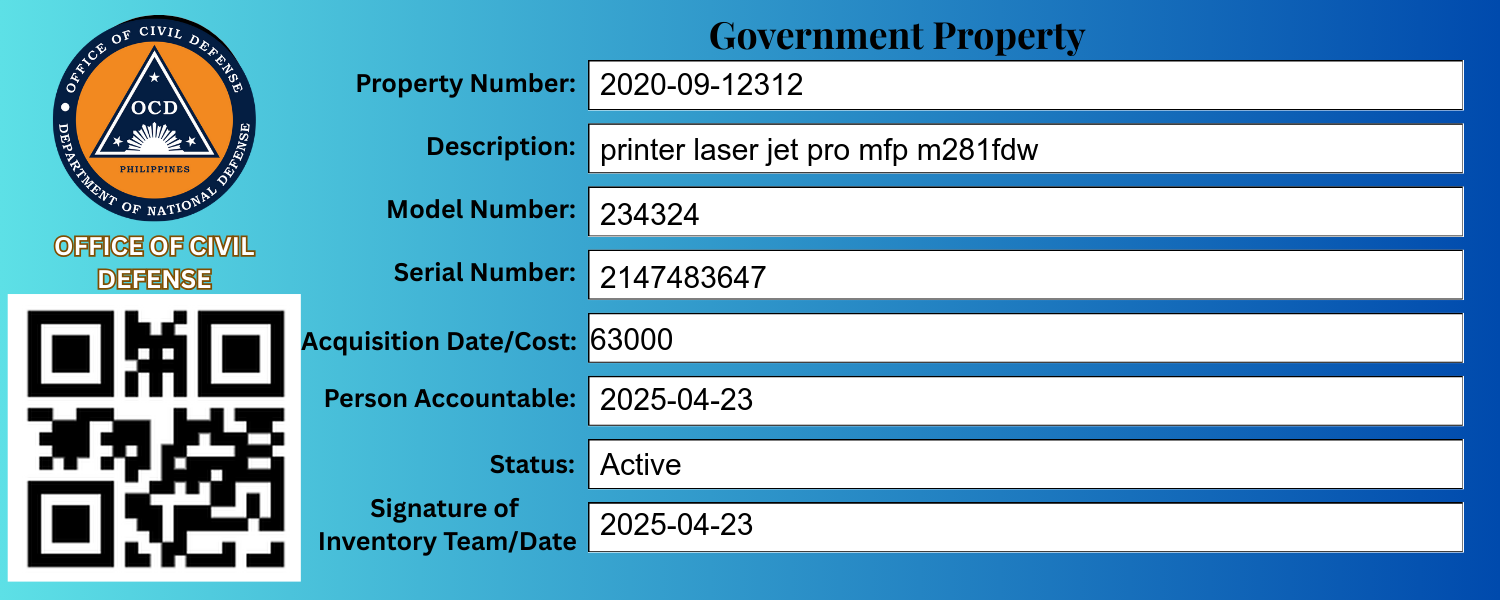 Government Property
OFFICE OF CIVIL DEFENSE
DEPARTMENT OF NATIONAL DEFENSE
OCD
PHILIPPINES
OFFICE OF CIVIL
DEFENSE
Property Number: 2020-09-12312
Description: printer laser jet pro mfp m281fdw
Model Number: 234324
Serial Number: 2147483647
Acquisition Date/Cost: 63000
Person Accountable: 2025-04-23
Status: Active
Signature of
Inventory Team/Date 2025-04-23